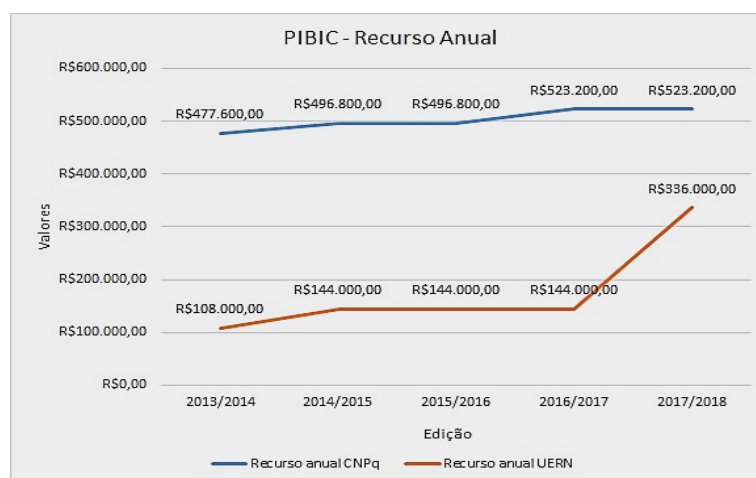 PIBIC - Recurso Anual
R$600.000,00
R$500.000,00
R$400.000,00
R$300.000,00
R$200.000,00
R$100.000,00
R$0,00
Valores
R$477.600,00
R$496.800,00
R$496.800,00
R$523.200,00
R$523.200,00
R$108.000,00
R$144.000,00
R$144.000,00
R$144.000,00
R$336.000,00
2013/2014
2014/2015
2015/2016
2016/2017
2017/2018
Edição
Recurso anual CNPq
Recurso anual UERN